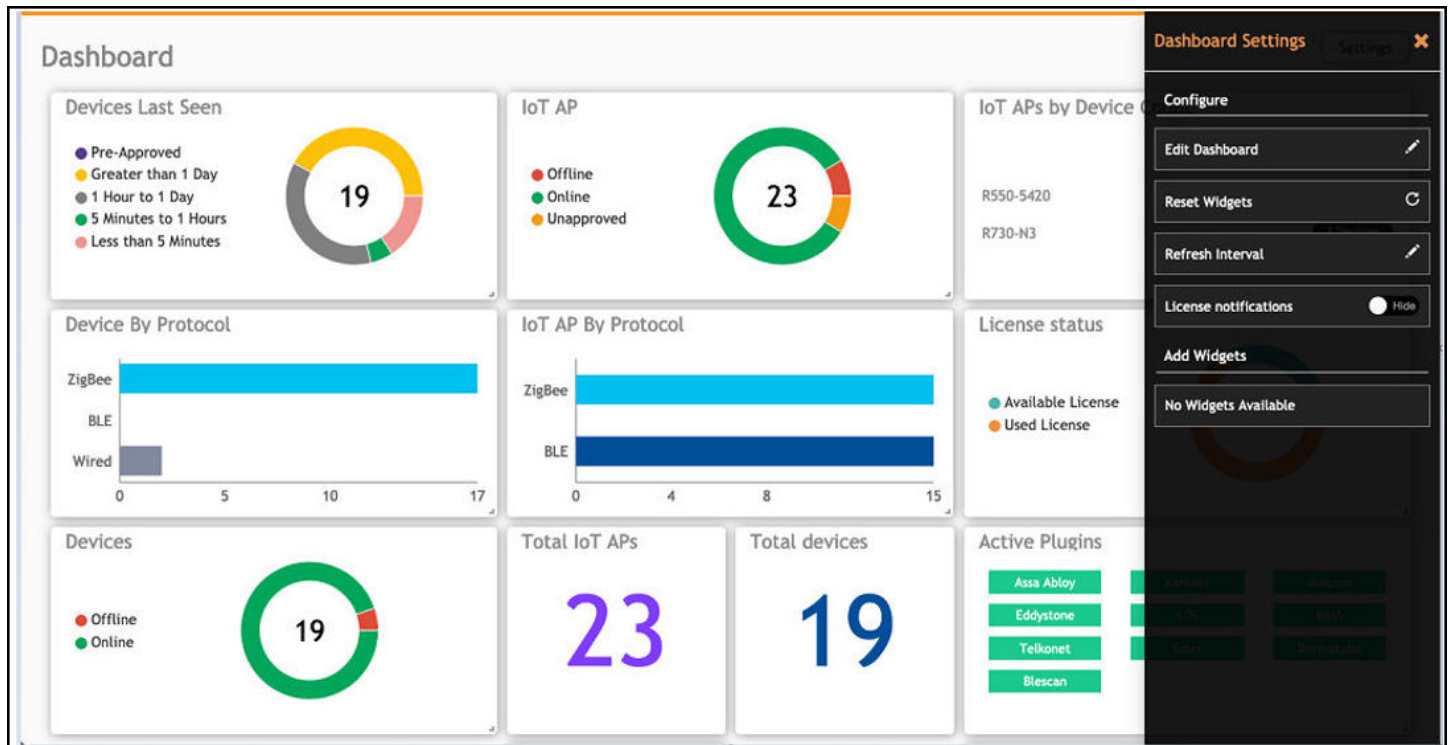 Dashboard
Devices Last Seen
Pre-Approved
Greater than 1 Day
1 Hour to 1 Day
5 Minutes to 1 Hours
Less than 5 Minutes
19
IoT AP
Offline
Online
Unapproved
23
IoT APs by Device
R550-5420
R730-N3
Device By Protocol
ZigBee
BLE
Wired
0 5 10 17
IoT AP By Protocol
ZigBee
BLE
0 4 8 15
License status
Available License
Used License
Devices
Offline
Online
19
Total IoT APs
23
Total devices
19
Active Plugins
Assa Abloy
Eddystone
Telkonet
Blescan
Dashboard Settings
Settings
Configure
Edit Dashboard
Reset Widgets
Refresh Interval
License notifications
Hide
Add Widgets
No Widgets Available